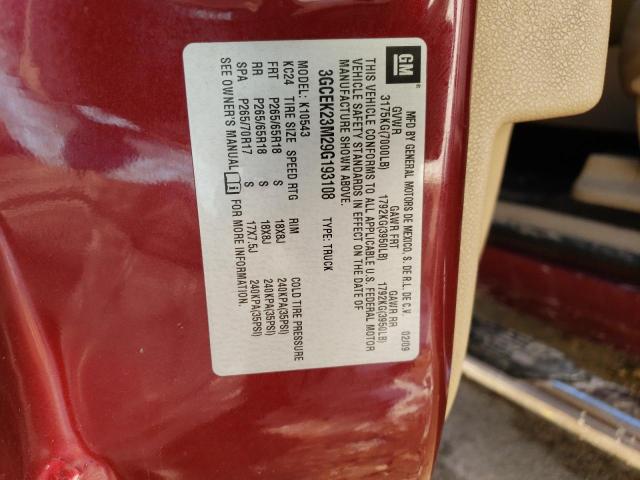 GM ®
MFD BY GENERAL MOTORS DE MEXICO, S. DE R.L. DE C.V. 02/09
GVWR GAWR FRT GAWR RR
3175KG(7000LB) 1792KG(3950LB) 1792KG(3950LB)
THIS VEHICLE CONFORMS TO ALL APPLICABLE U.S. FEDERAL MOTOR
VEHICLE SAFETY STANDARDS IN EFFECT ON THE DATE OF
MANUFACTURE SHOWN ABOVE.
3GCEK23M29G193108 TYPE: TRUCK
MODEL: K10543
KC24 TIRE SIZE SPEED RTG RIM COLD TIRE PRESSURE
FRT P265/65R18 S 18X8J 240KPA(35PSI)
RR P265/65R18 S 18X8J 240KPA(35PSI)
SPA P265/70R17 S 17X7.5J 240KPA(35PSI)
SEE OWNER'S MANUAL FOR MORE INFORMATION.